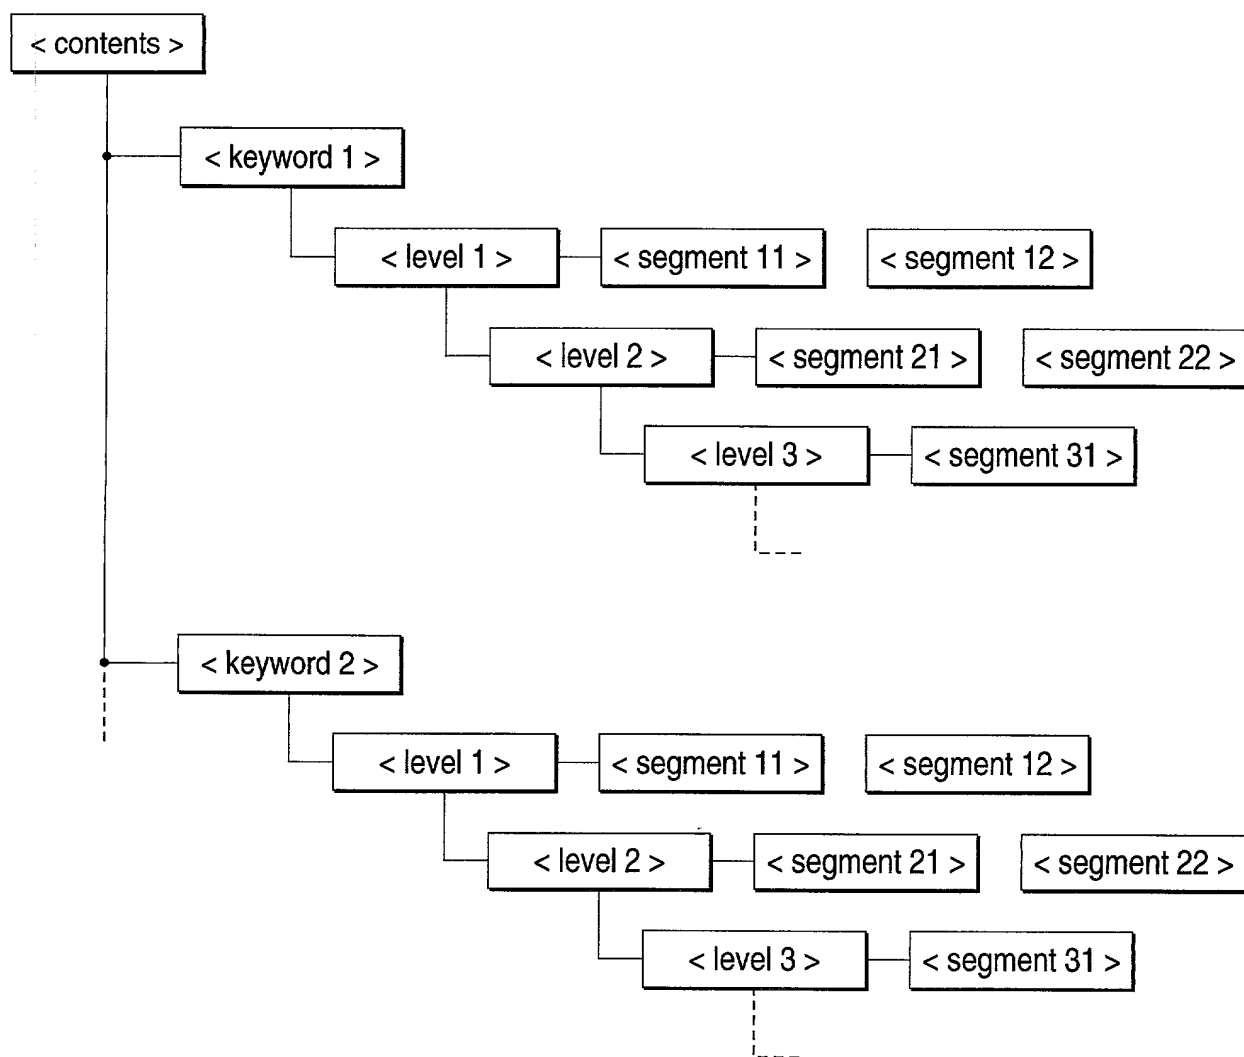 < contents >
< keyword 1 >
< level 1 > < segment 11 > < segment 12 >
< level 2 > < segment 21 > < segment 22 >
< level 3 > < segment 31 >
< keyword 2 >
< level 1 > < segment 11 > < segment 12 >
< level 2 > < segment 21 > < segment 22 >
< level 3 > < segment 31 >